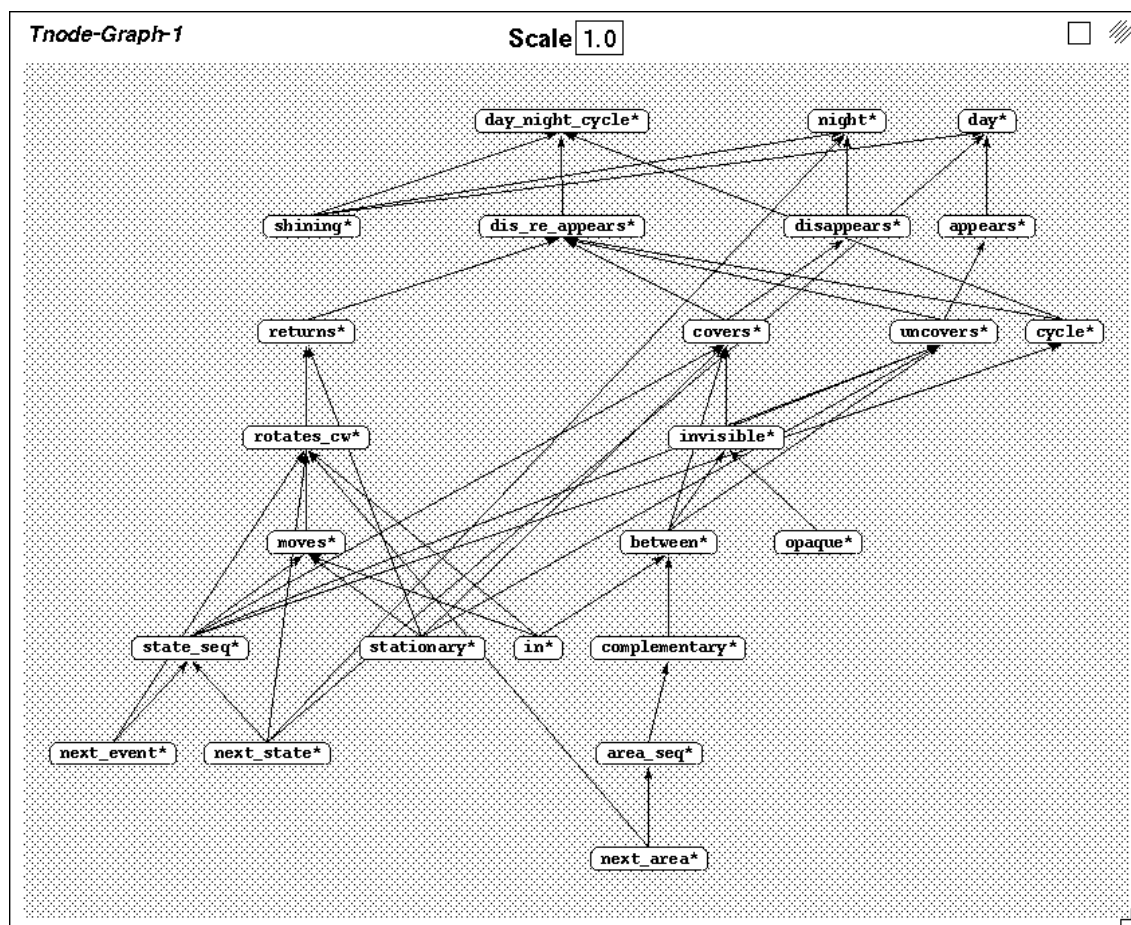 Tnode-Graph-1
Scale 1.0
day_night_cycle* night* day*
shining* dis_re_appears* disappears* appears*
returns* covers* uncovers* cycle*
rotates_cw* invisible*
moves* between* opaque*
state_seq* stationary* in* complementary*
next_event* next_state* area_seq*
next_area*